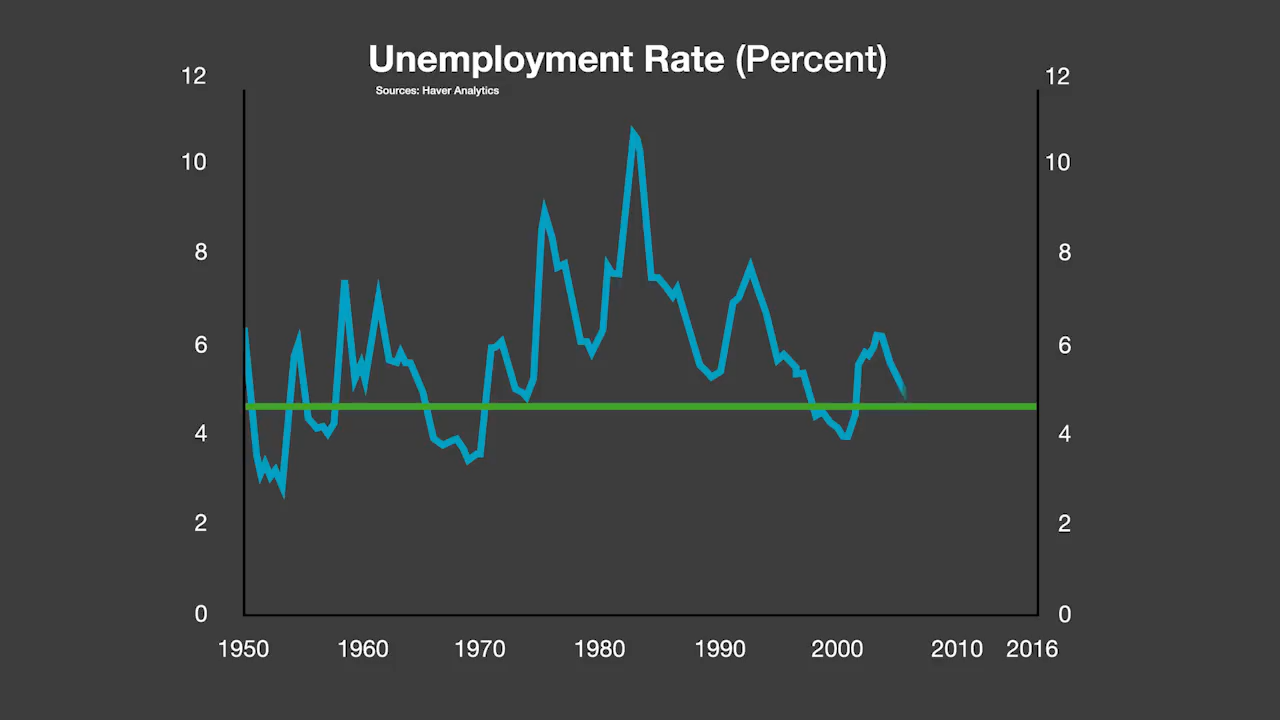 Unemployment Rate (Percent)
Sources: Haver Analytics
12 12
10 10
8 8
6 6
4 4
2 2
0 0
1950 1960 1970 1980 1990 2000 2010 2016